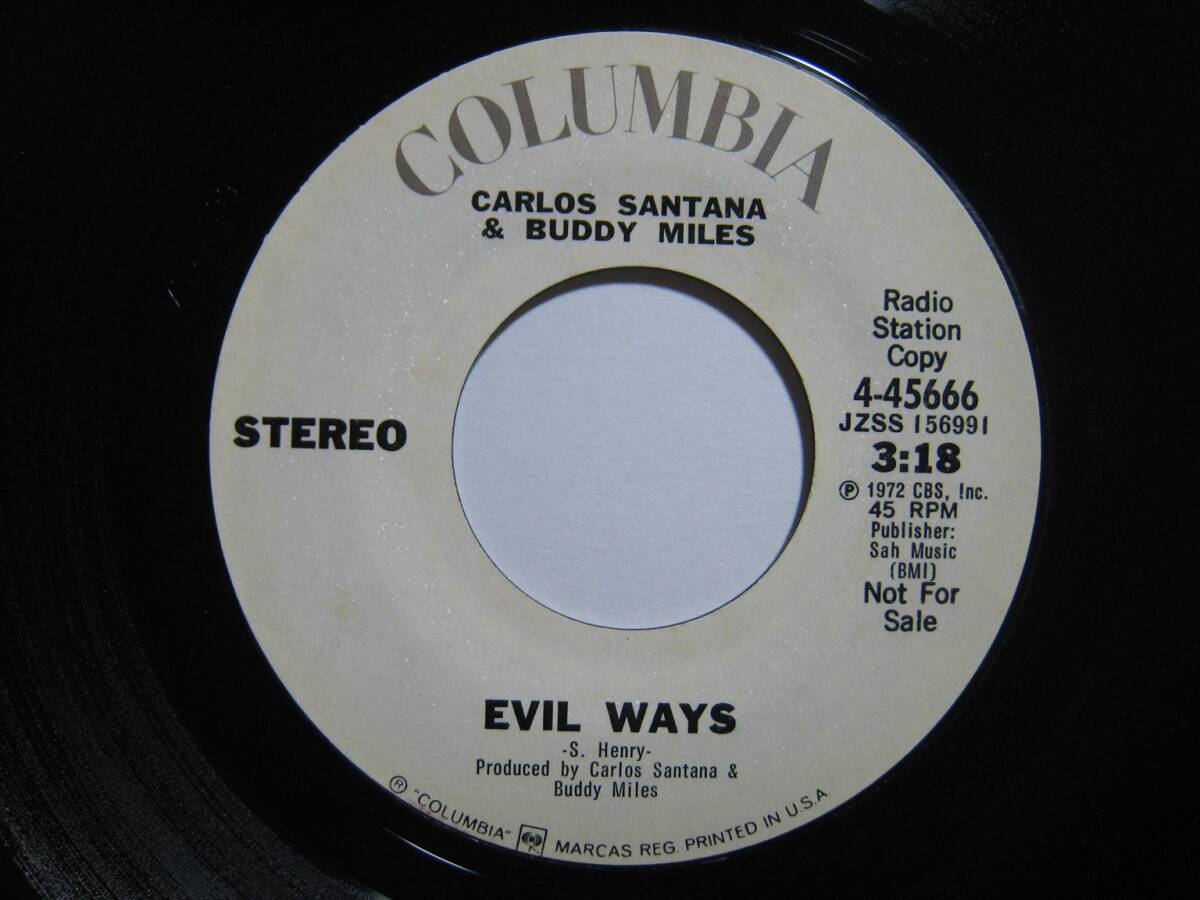 COLUMBIA
CARLOS SANTANA
& BUDDY MILES
STEREO
Radio
Station
Copy
4-45666
JZSS 156991
3:18
Ⓟ 1972 CBS, Inc.
45 RPM
Publisher:
Sah Music
(BMI)
Not For
Sale
EVIL WAYS
-S. Henry-
Produced by Carlos Santana &
Buddy Miles
® "COLUMBIA" MARCAS REG. PRINTED IN U.S.A.